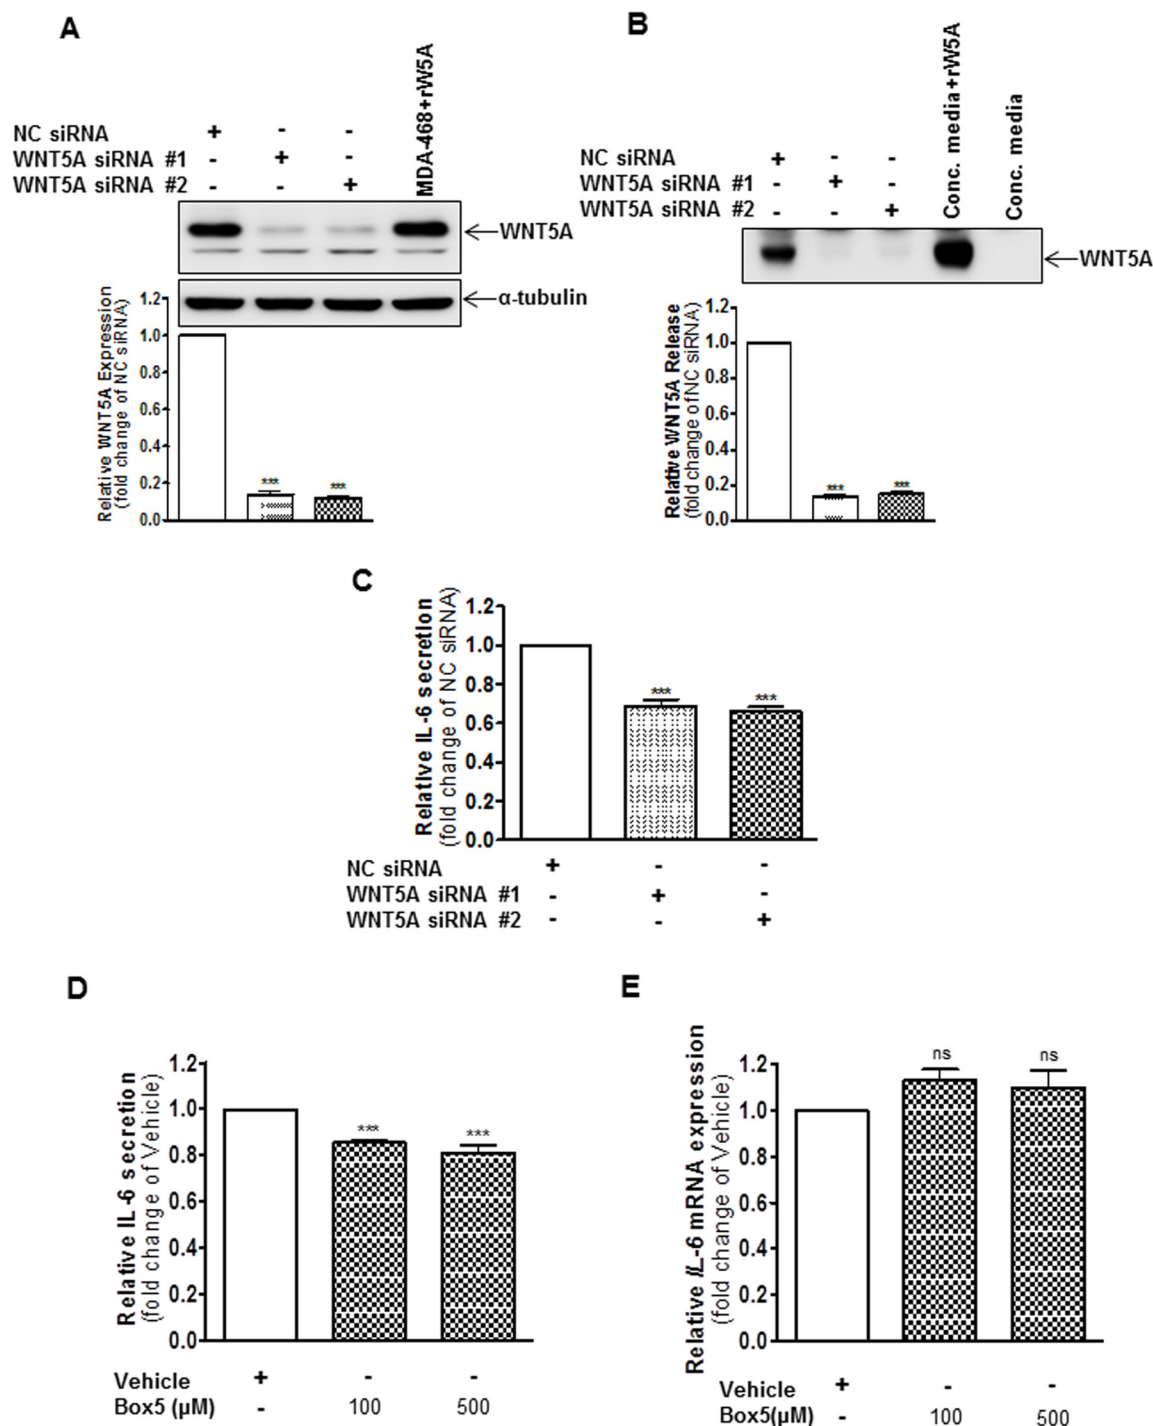 A
NC siRNA + - -
WNT5A siRNA #1 - + -
WNT5A siRNA #2 - - +
MDA-468+rW5A
WNT5A
α-tubulin
Relative WNT5A Expression
(fold change of NC siRNA)
1.2
1.0
0.8
0.6
0.4
0.2
0.0
*** ***
B
NC siRNA + - -
WNT5A siRNA #1 - + -
WNT5A siRNA #2 - - +
Conc. media+rW5A
Conc. media
WNT5A
Relative WNT5A Release
(fold change of NC siRNA)
1.2
1.0
0.8
0.6
0.4
0.2
0.0
*** ***
C
Relative IL-6 secretion
(fold change of NC siRNA)
1.2
1.0
0.8
0.6
0.4
0.2
0.0
*** ***
NC siRNA + - -
WNT5A siRNA #1 - + -
WNT5A siRNA #2 - - +
D
Relative IL-6 secretion
(fold change of Vehicle)
1.2
1.0
0.8
0.6
0.4
0.2
0.0
*** ***
Vehicle + - -
Box5 (µM) - 100 500
E
Relative IL-6 mRNA expression
(fold change of Vehicle)
1.2
1.0
0.8
0.6
0.4
0.2
0.0
ns ns
Vehicle + - -
Box5(µM) - 100 500